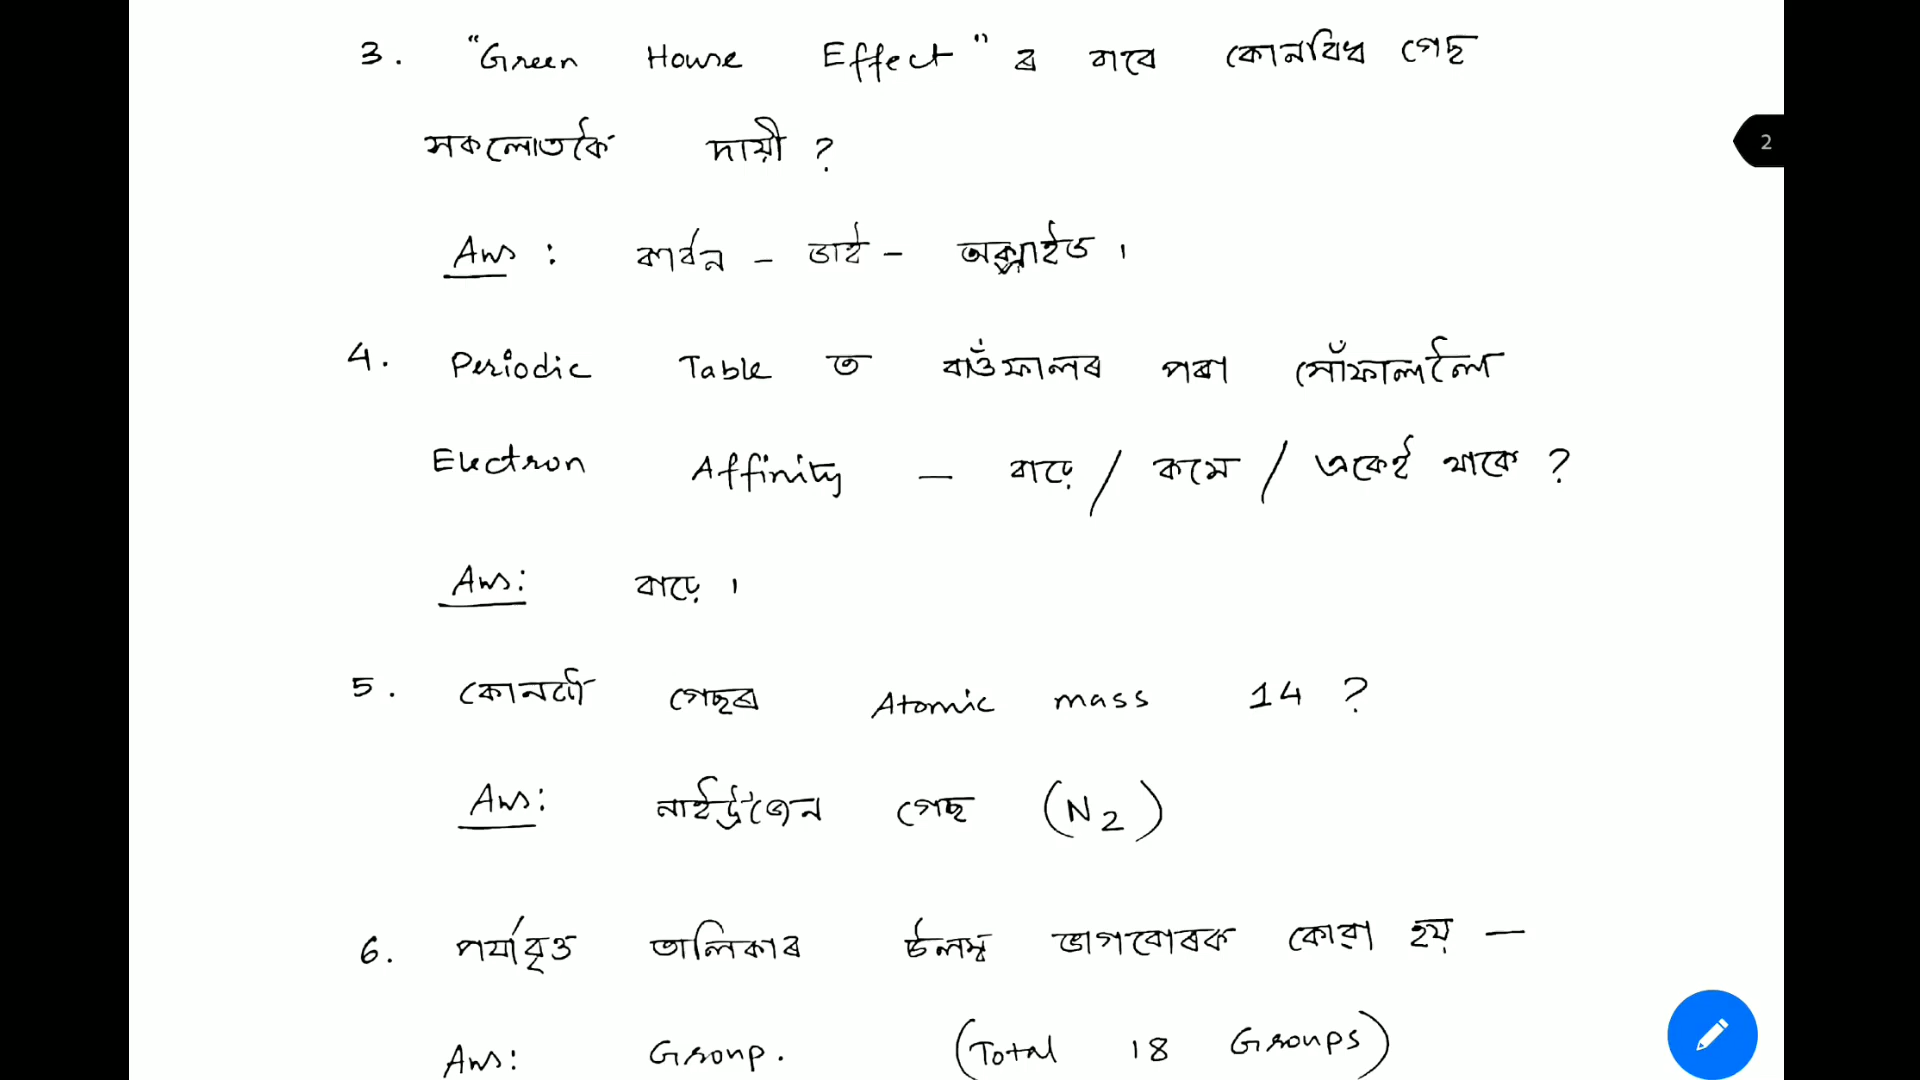 3. "Green House Effect" ৰ বাবে কোনবিধ গেছ
সকলোতকৈ দায়ী ?
2
Ans : কাৰ্বন - ডাই - অক্সাইড ।
4. Periodic Table ত বাওঁফালৰ পৰা সোঁফাললৈ
Electron Affinity — বাঢ়ে / কমে / একেই থাকে ?
Ans: বাঢ়ে ।
5. কোনটো গেছৰ Atomic mass 14 ?
Ans: নাইট্ৰ'জেন গেছ (N2)
6. পৰ্যাবৃত্ত তালিকাৰ উলম্ব ভাগবোৰক কোৱা হয় —
Ans: Group. (Total 18 Groups)